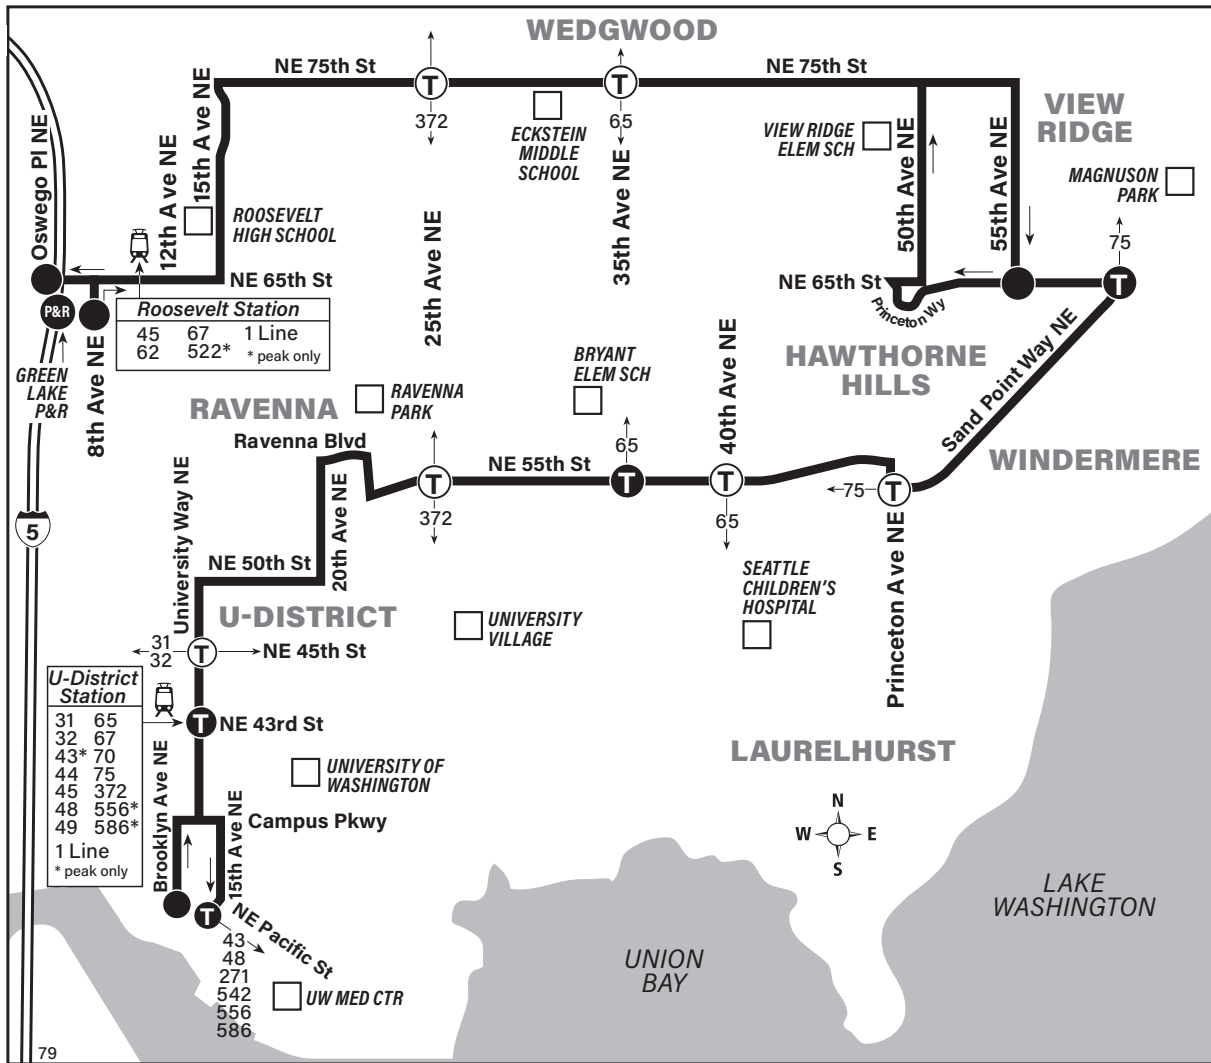 WEDGWOOD
NE 75th St
NE 75th St
T
T
372
65
ECKSTEIN
MIDDLE
SCHOOL
VIEW RIDGE
ELEM SCH
VIEW
RIDGE
MAGNUSON
PARK
75
Oswego Pl NE
12th Ave NE
15th Ave NE
ROOSEVELT
HIGH SCHOOL
25th Ave NE
35th Ave NE
50th Ave NE
55th Ave NE
NE 65th St
NE 65th St
Princeton Wy
T
P&R
Roosevelt Station
45 67 1 Line
62 522* * peak only
GREEN
LAKE
P&R
8th Ave NE
HAWTHORNE
HILLS
Sand Point Way NE
BRYANT
ELEM SCH
40th Ave NE
RAVENNA
RAVENNA
PARK
Ravenna Blvd
65
NE 55th St
T
T
T
75
T
WINDERMERE
372
65
5
University Way NE
20th Ave NE
NE 50th St
Princeton Ave NE
SEATTLE
CHILDREN'S
HOSPITAL
U-DISTRICT
UNIVERSITY
VILLAGE
31
32
T
NE 45th St
U-District
Station
31 65
32 67
43* 70
44 75
45 372
48 556*
49 586*
1 Line
* peak only
T
NE 43rd St
LAURELHURST
UNIVERSITY OF
WASHINGTON
Brooklyn Ave NE
15th Ave NE
Campus Pkwy
N
W E
S
T
NE Pacific St
43
48
271
542
556
586
UW MED CTR
UNION
BAY
LAKE
WASHINGTON
79